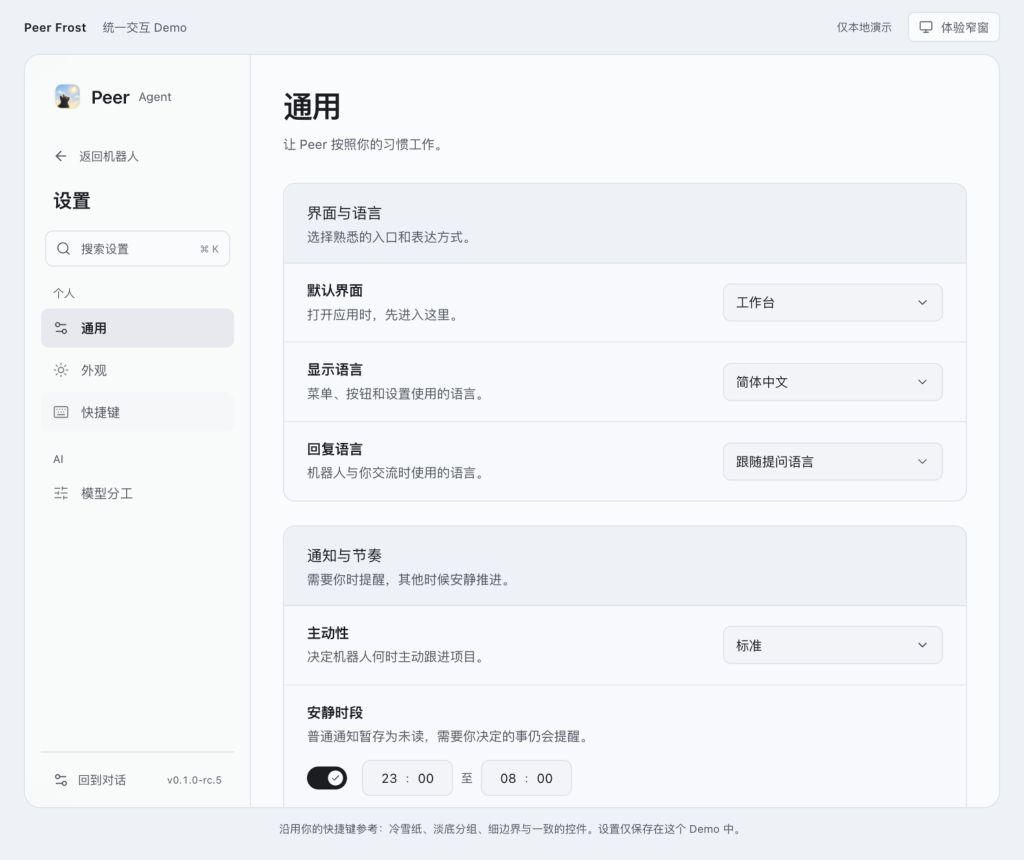 Peer Frost 统一交互 Demo
仅本地演示 体验窄窗
Peer Agent
返回机器人
设置
搜索设置 ⌘ K
个人
通用
外观
快捷键
AI
模型分工
回到对话 v0.1.0-rc.5
通用
让 Peer 按照你的习惯工作。
界面与语言
选择熟悉的入口和表达方式。
默认界面
打开应用时，先进入这里。
工作台
显示语言
菜单、按钮和设置使用的语言。
简体中文
回复语言
机器人与你交流时使用的语言。
跟随提问语言
通知与节奏
需要你时提醒，其他时候安静推进。
主动性
决定机器人何时主动跟进项目。
标准
安静时段
普通通知暂存为未读，需要你决定的事仍会提醒。
23 : 00 至 08 : 00
沿用你的快捷键参考：冷雪纸、淡底分组、细边界与一致的控件。设置仅保存在这个 Demo 中。